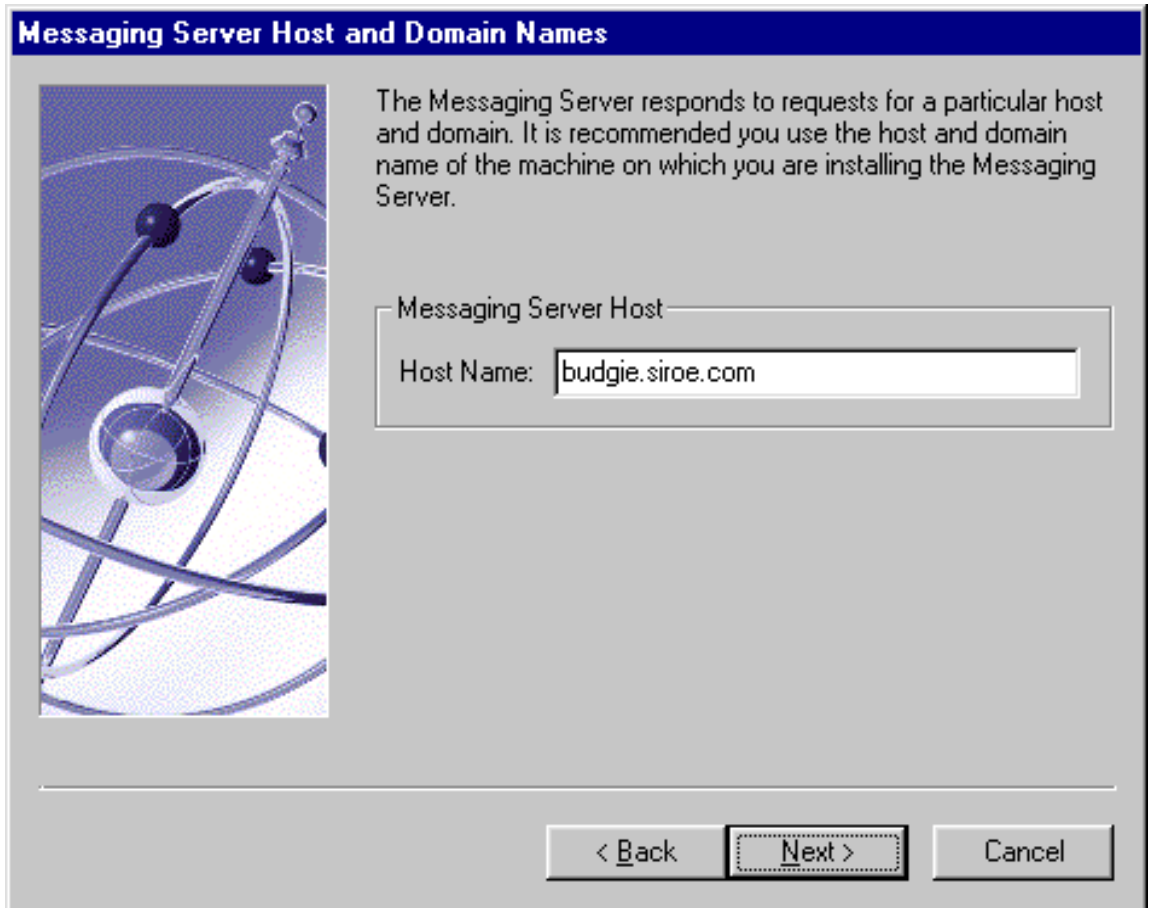 Messaging Server Host and Domain Names
The Messaging Server responds to requests for a particular host
and domain. It is recommended you use the host and domain
name of the machine on which you are installing the Messaging
Server.
Messaging Server Host
Host Name: budgie.siroe.com
< Back Next > Cancel